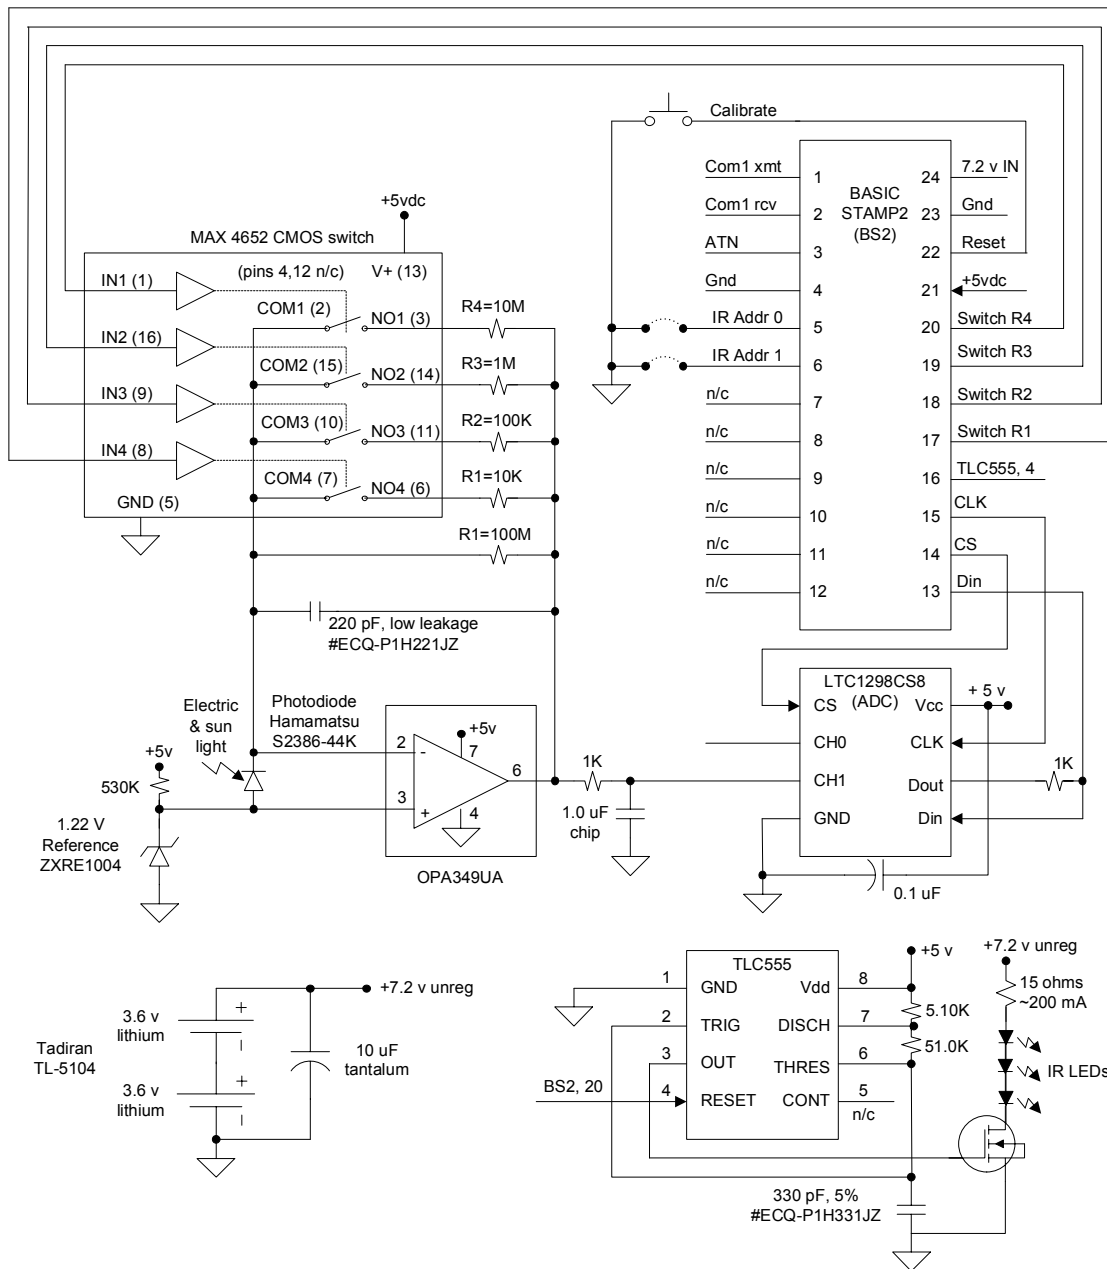 Calibrate
Com1 xmt
1
24
7.2 v IN
BASIC
STAMP2
(BS2)
Com1 rcv
2
23
Gnd
ATN
3
22
Reset
Gnd
4
21
+5vdc
IR Addr 0
5
20
Switch R4
IR Addr 1
6
19
Switch R3
n/c
7
18
Switch R2
n/c
8
17
Switch R1
n/c
9
16
TLC555, 4
n/c
10
15
CLK
n/c
11
14
CS
n/c
12
13
Din
+5vdc
MAX 4652 CMOS switch
(pins 4,12 n/c)
V+ (13)
IN1 (1)
COM1 (2)
NO1 (3)
R4=10M
IN2 (16)
COM2 (15)
NO2 (14)
R3=1M
IN3 (9)
COM3 (10)
NO3 (11)
R2=100K
IN4 (8)
COM4 (7)
NO4 (6)
R1=10K
GND (5)
R1=100M
220 pF, low leakage
#ECQ-P1H221JZ
Electric
& sun
light
Photodiode
Hamamatsu
S2386-44K
+5v
530K
1.22 V
Reference
ZXRE1004
+5v
2
-
7
6
3
+
4
OPA349UA
1K
1.0 uF
chip
LTC1298CS8
(ADC)
CS
Vcc
+ 5 v
CH0
CLK
CH1
Dout
1K
GND
Din
0.1 uF
+7.2 v unreg
3.6 v
lithium
+
–
Tadiran
TL-5104
10 uF
tantalum
3.6 v
lithium
+
–
TLC555
+5 v
1
GND
Vdd
8
2
TRIG
DISCH
7
5.10K
3
OUT
THRES
6
51.0K
BS2, 20
4
RESET
CONT
5
n/c
+7.2 v unreg
15 ohms
~200 mA
IR LEDs
330 pF, 5%
#ECQ-P1H331JZ